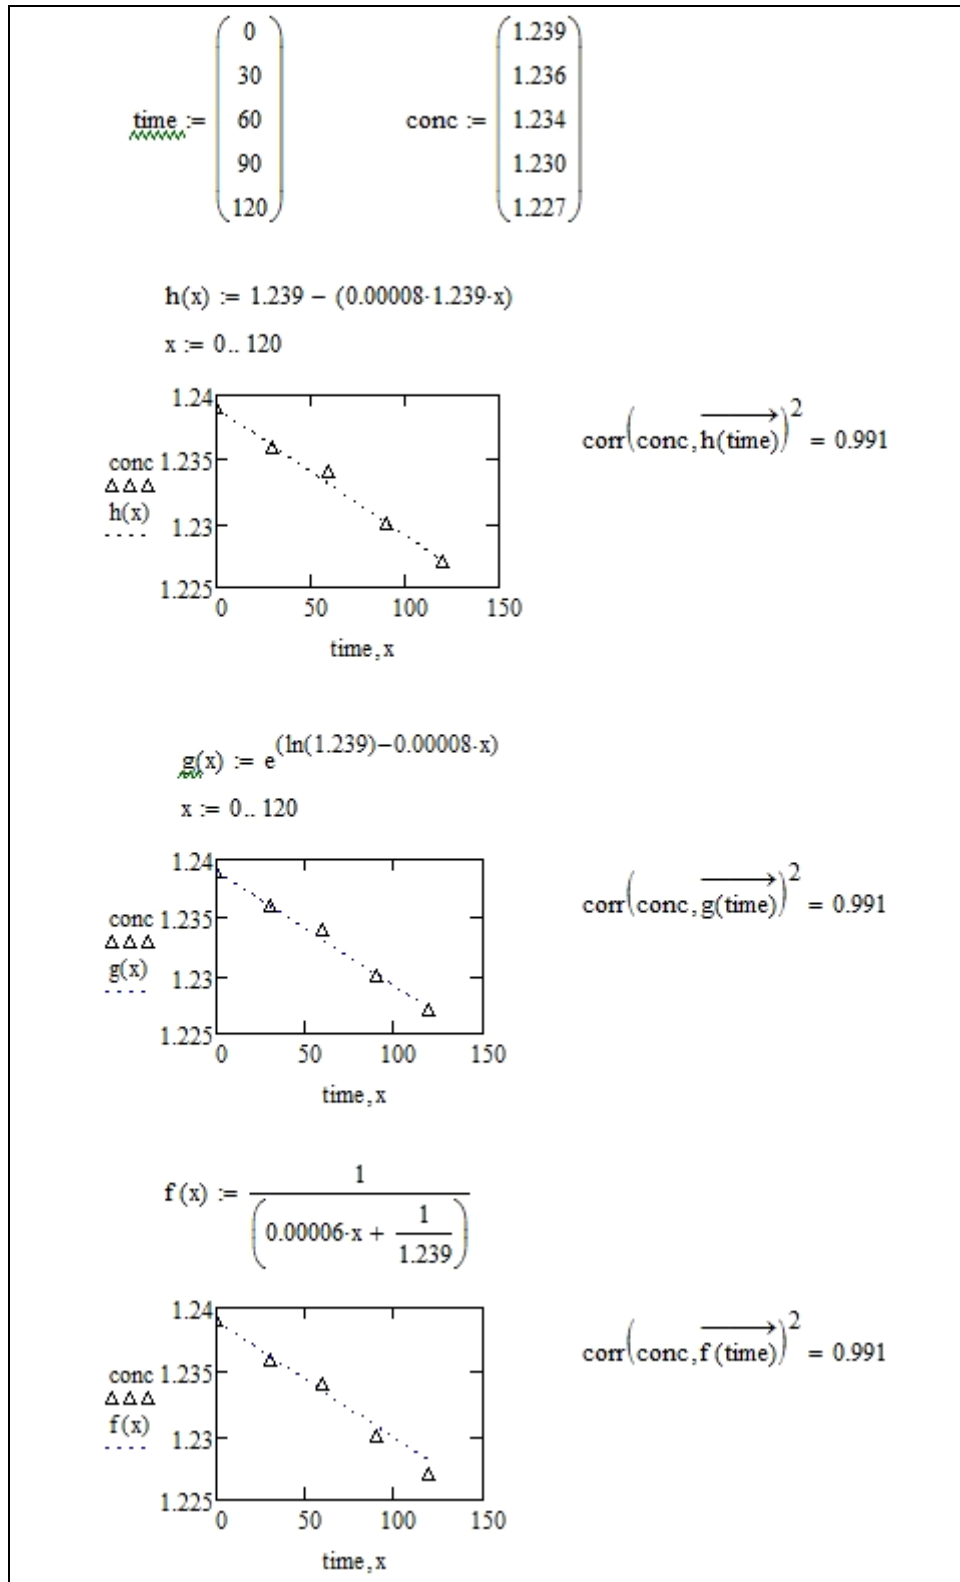 time := (0 30 60 90 120) conc := (1.239 1.236 1.234 1.230 1.227)
h(x) := 1.239 − (0.00008·1.239·x)
x := 0.. 120
1.24
conc 1.235
h(x)
1.23
1.225
0 50 100 150
time,x
corr(conc,h(time))2 = 0.991
g(x) := e(ln(1.239)−0.00008·x)
x := 0.. 120
1.24
conc 1.235
g(x)
1.23
1.225
0 50 100 150
time,x
corr(conc,g(time))2 = 0.991
f(x) := 1 / (0.00006·x + 1 / 1.239)
1.24
conc 1.235
f(x)
1.23
1.225
0 50 100 150
time,x
corr(conc,f(time))2 = 0.991